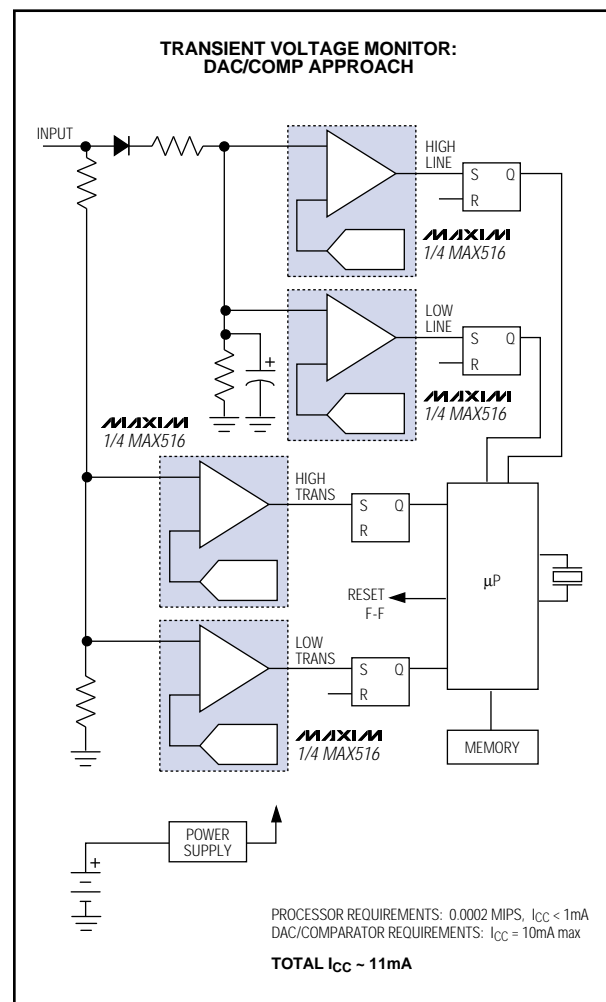 TRANSIENT VOLTAGE MONITOR:
DAC/COMP APPROACH
INPUT
HIGH
LINE
S Q
R
MAXIM
1/4 MAX516
LOW
LINE
S Q
R
MAXIM
1/4 MAX516
+
MAXIM
1/4 MAX516
HIGH
TRANS
S Q
R
µP
RESET
F-F
LOW
TRANS
S Q
R
MAXIM
1/4 MAX516
MEMORY
POWER
SUPPLY
+
PROCESSOR REQUIREMENTS: 0.0002 MIPS, ICC < 1mA
DAC/COMPARATOR REQUIREMENTS: ICC = 10mA max
TOTAL ICC ~ 11mA